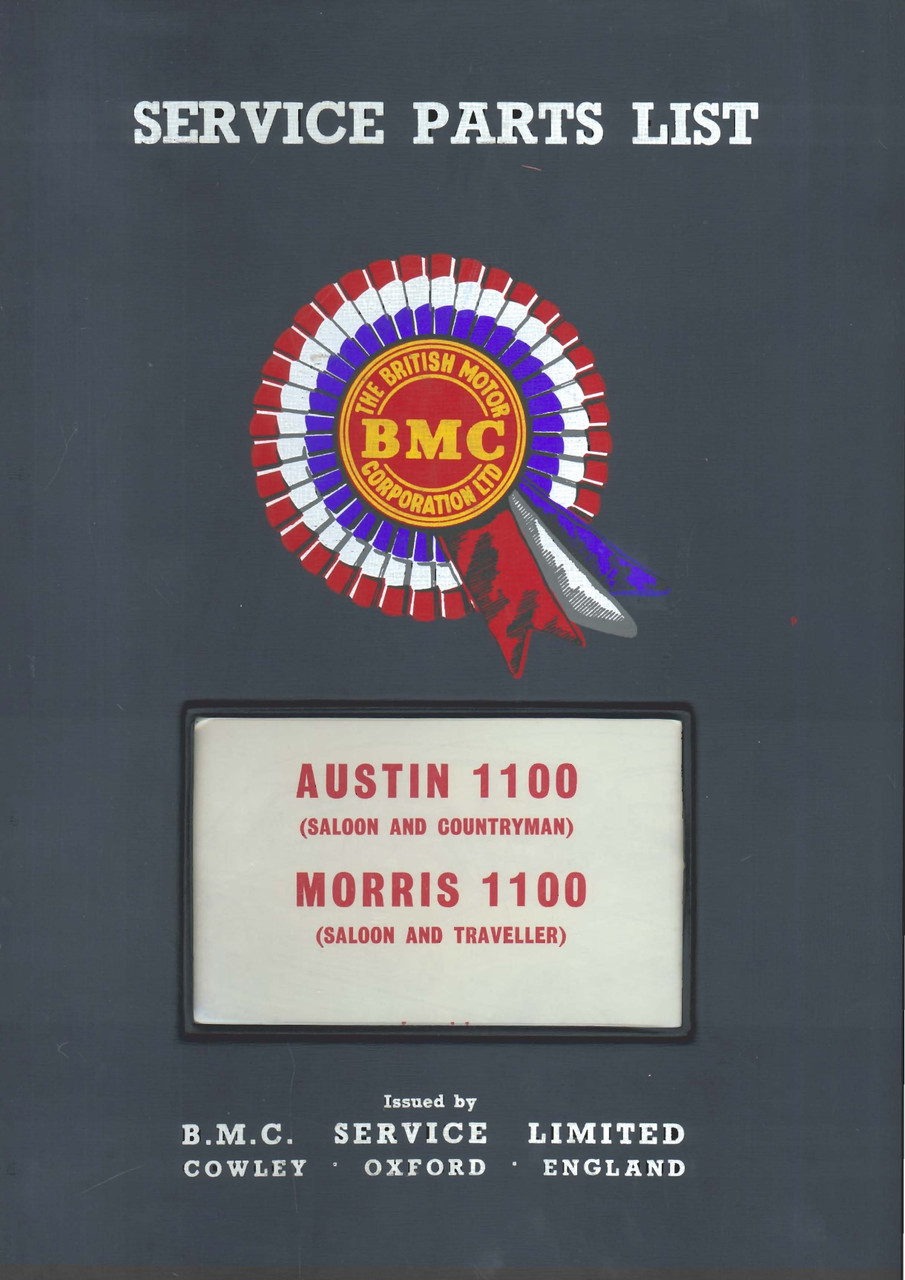 SERVICE PARTS LIST
THE BRITISH MOTOR
BMC
CORPORATION LTD
AUSTIN 1100
(SALOON AND COUNTRYMAN)
MORRIS 1100
(SALOON AND TRAVELLER)
Issued by
B.M.C. SERVICE LIMITED
COWLEY · OXFORD · ENGLAND